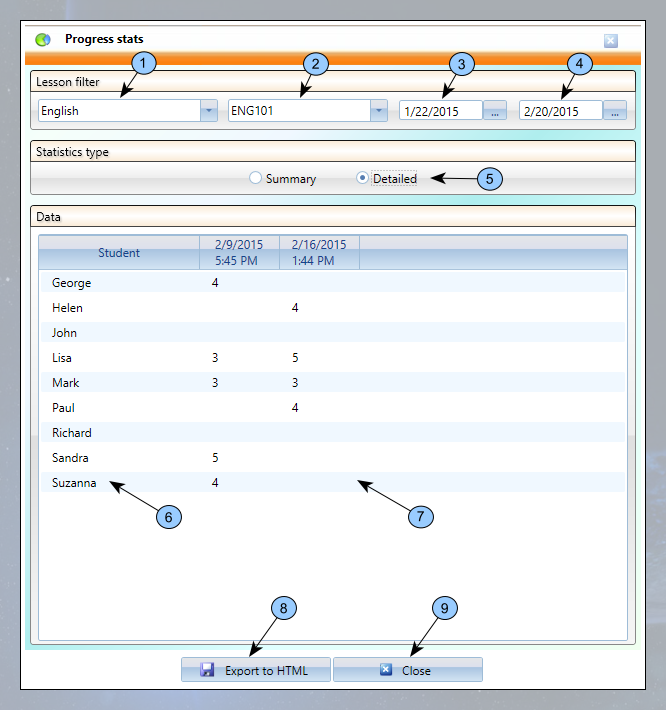 Progress stats
1 2 3 4
Lesson filter
English ENG101 1/22/2015 ... 2/20/2015 ...
Statistics type
Summary Detailed 5
Data
Student 2/9/2015 5:45 PM 2/16/2015 1:44 PM
George 4
Helen 4
John
Lisa 3 5
Mark 3 3
Paul 4
Richard
Sandra 5
Suzanna 4
6 7
8 9
Export to HTML Close